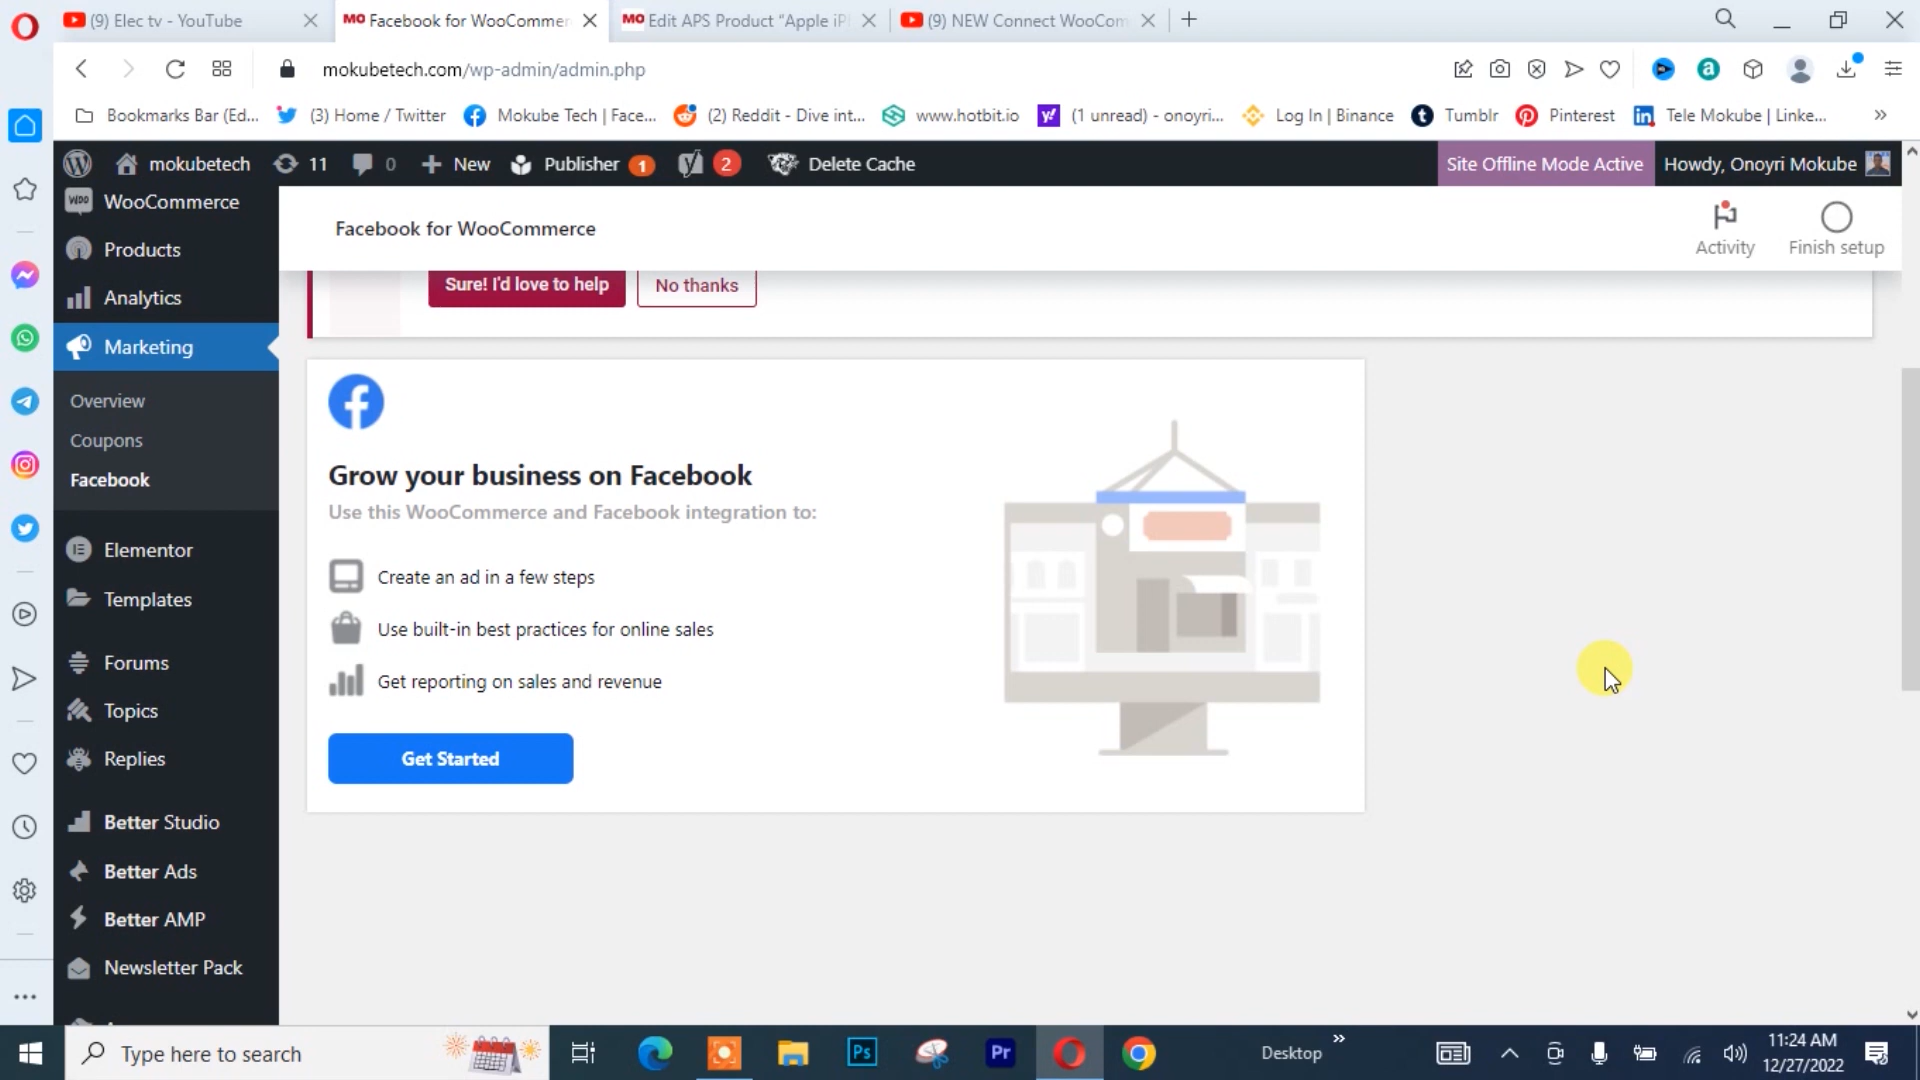 (9) Elec tv - YouTube
MO Facebook for WooCommer
MO Edit APS Product “Apple iP
(9) NEW Connect WooCom
mokubetech.com/wp-admin/admin.php
a
Bookmarks Bar (Ed...
(3) Home / Twitter
Mokube Tech | Face...
(2) Reddit - Dive int...
www.hotbit.io
(1 unread) - onoyri...
Log In | Binance
Tumblr
Pinterest
Tele Mokube | Linke...
»
mokubetech
11
0
New
Publisher 1
2
Delete Cache
Site Offline Mode Active
Howdy, Onoyri Mokube
WooCommerce
Products
Analytics
Marketing
Overview
Coupons
Facebook
Elementor
Templates
Forums
Topics
Replies
Better Studio
Better Ads
Better AMP
Newsletter Pack
Facebook for WooCommerce
Activity
Finish setup
Sure! I'd love to help
No thanks
Grow your business on Facebook
Use this WooCommerce and Facebook integration to:
Create an ad in a few steps
Use built-in best practices for online sales
Get reporting on sales and revenue
Get Started
Type here to search
Ps
Pr
Desktop
»
11:24 AM
12/27/2022